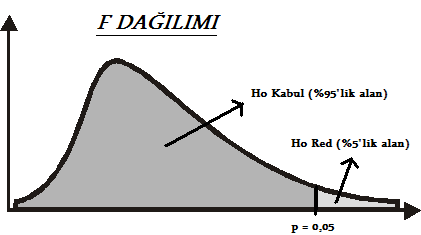 F DAĞILIMI
Ho Kabul (%95'lik alan)
Ho Red (%5'lik alan)
p = 0,05